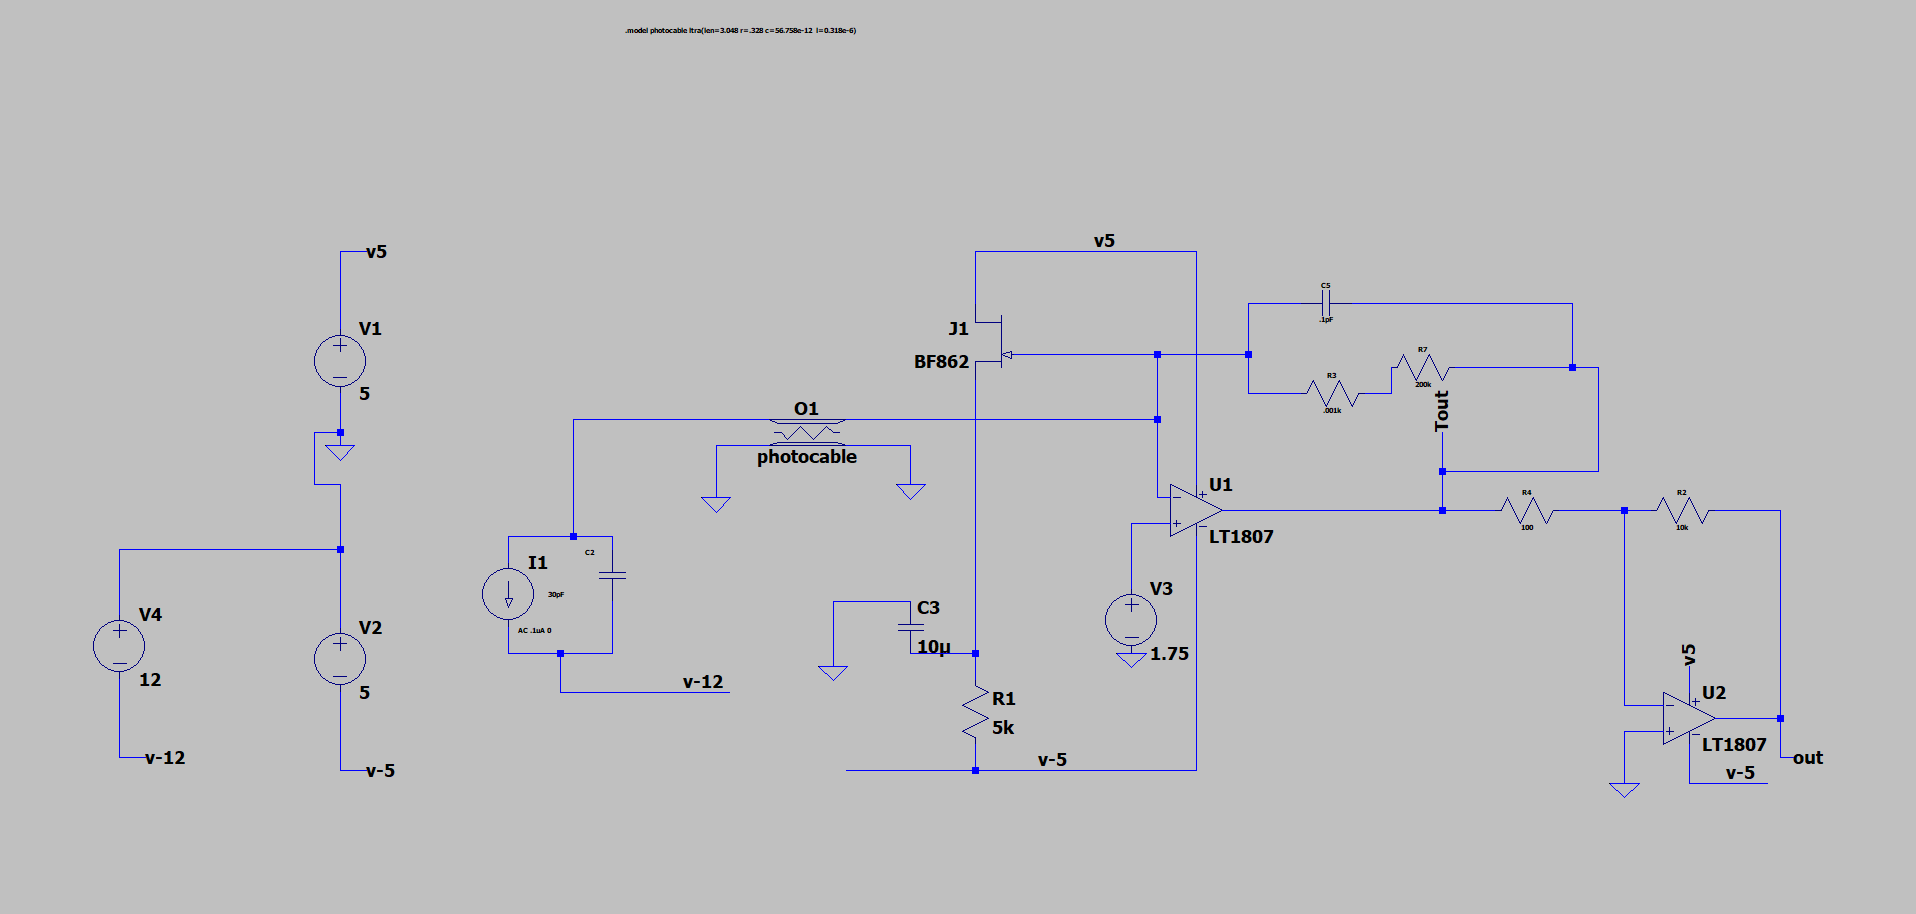 .model photocable ltra(len=3.048 r=.328 c=56.758e-12 l=0.318e-6)
v5
v5
C5
.1pF
V1
J1
BF862
R7
200k
R3
.001k
5
Tout
O1
photocable
U1
R4
100
R2
10k
LT1807
C2
I1
30pF
V3
V4
C3
AC .1uA 0
V2
10µ
1.75
v5
12
v-12
5
R1
5k
U2
LT1807
v-12
v-5
v-5
out
v-5